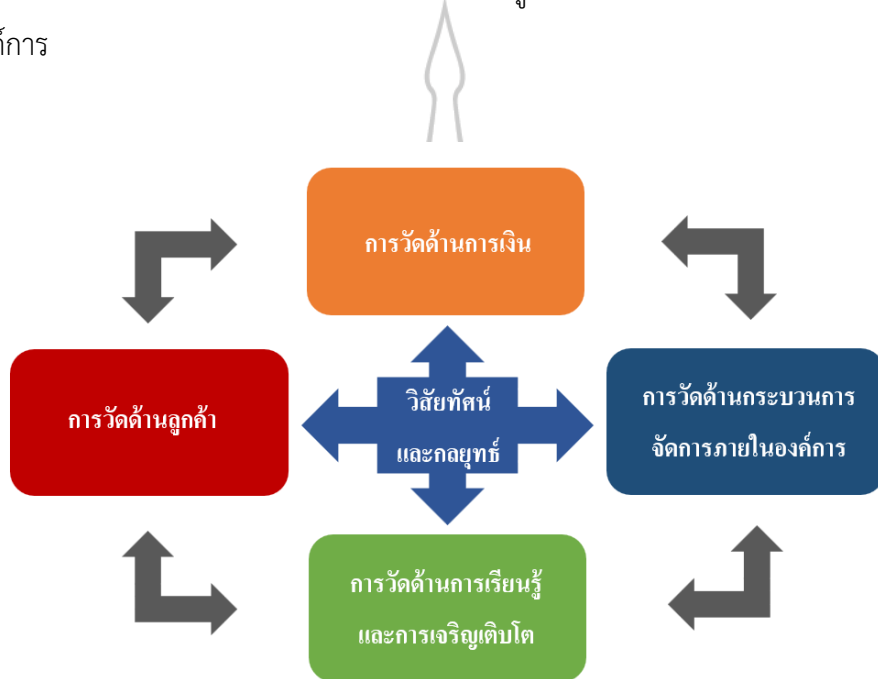 การวัดด้านการเงิน
การวัดด้านลูกค้า
วิสัยทัศน์
และกลยุทธ์
การวัดด้านกระบวนการ
จัดการภายในองค์การ
การวัดด้านการเรียนรู้
และการเจริญเติบโต